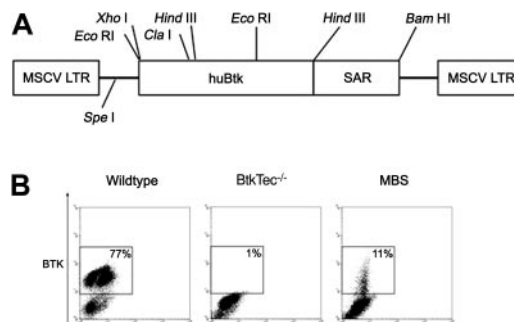 A
Xho I Hind III Eco RI Hind III Bam HI
Eco RI Cla I
MSCV LTR huBtk SAR MSCV LTR
Spe I
B
Wildtype BtkTec-/- MBS
77% 1% 11%
BTK